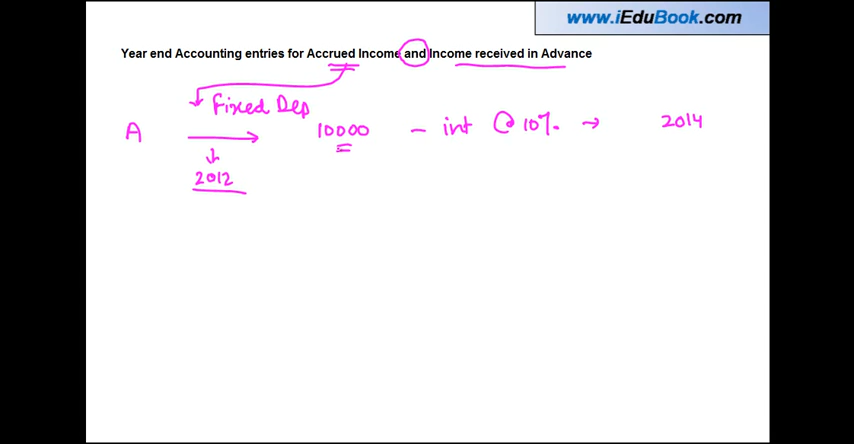 www.iEduBook.com
Year end Accounting entries for Accrued Income and Income received in Advance
Fixed Dep
A 10000 - int @ 10% → 2014
2012